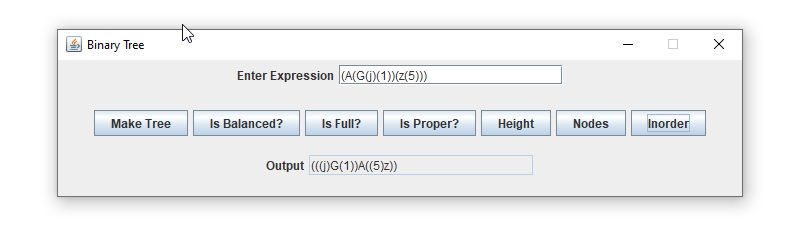 Binary Tree
Enter Expression (A(G(j)(1))(z(5)))
Make Tree Is Balanced? Is Full? Is Proper? Height Nodes Inorder
Output (((j)G(1))A((5)z))